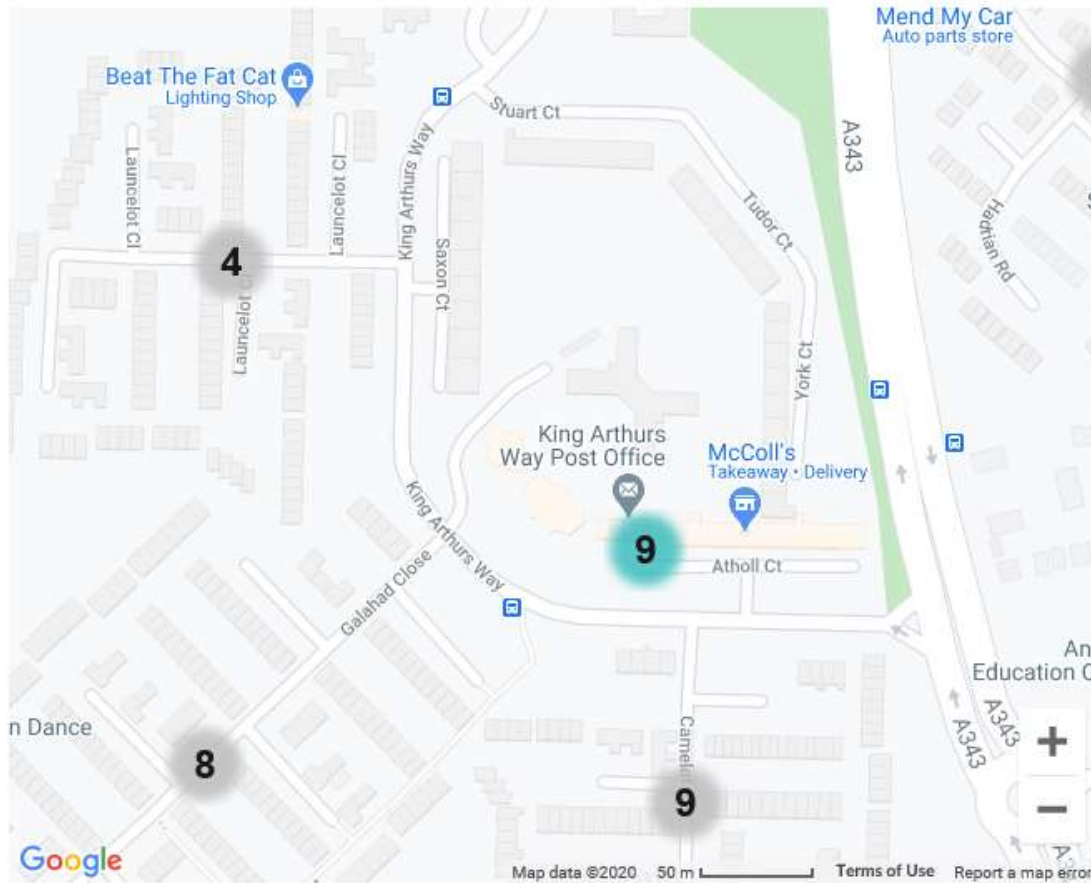 Mend My Car
Auto parts store
Beat The Fat Cat
Lighting Shop
Stuart Ct
A343
Launcelot Cl
Launcelot Cl
King Arthurs Way
Tudor Ct
Hadrian Rd
4
Saxon Ct
Launcelot Cl
York Ct
King Arthurs
Way Post Office
McColl's
Takeaway • Delivery
King Arthurs Way
9
Atholl Ct
Galahad Close
An
Education C
n Dance
A343
A343
8
Camelo
9
+
−
Google
Map data ©2020
50 m
Terms of Use
Report a map error